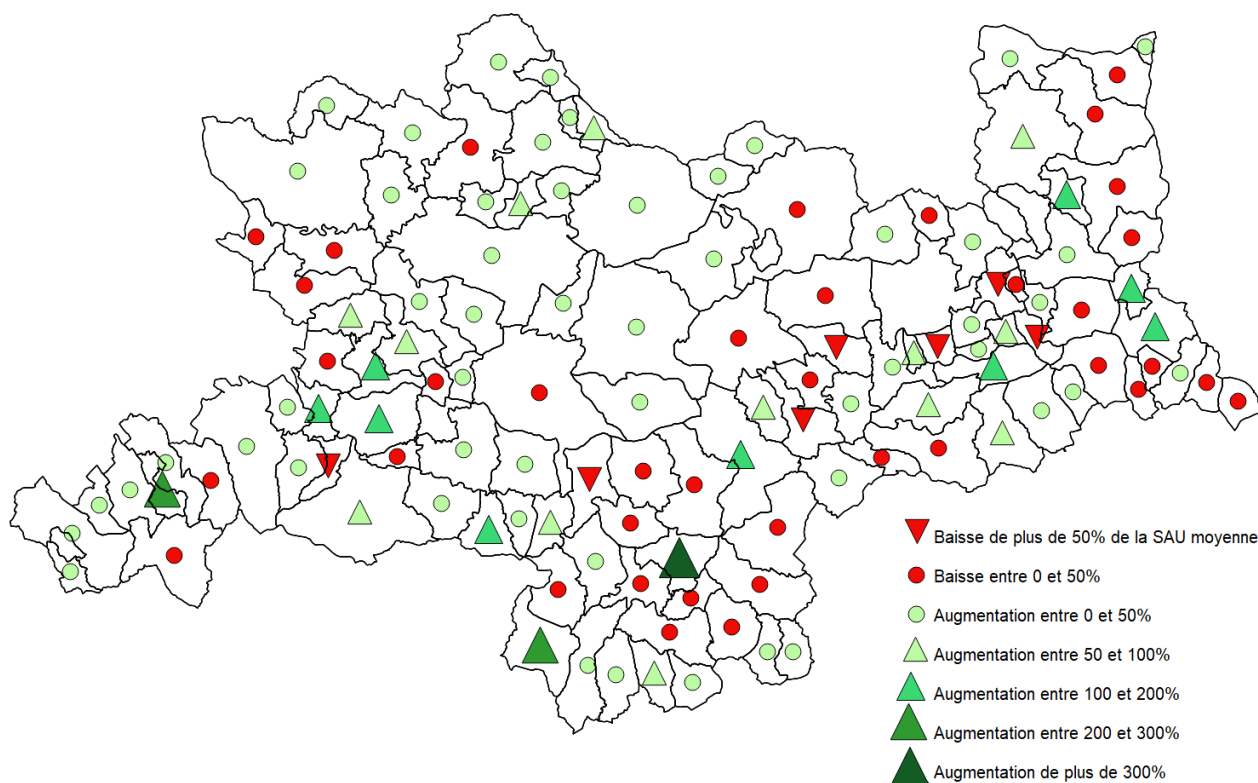 Baisse de plus de 50% de la SAU moyenne
Baisse entre 0 et 50%
Augmentation entre 0 et 50%
Augmentation entre 50 et 100%
Augmentation entre 100 et 200%
Augmentation entre 200 et 300%
Augmentation de plus de 300%